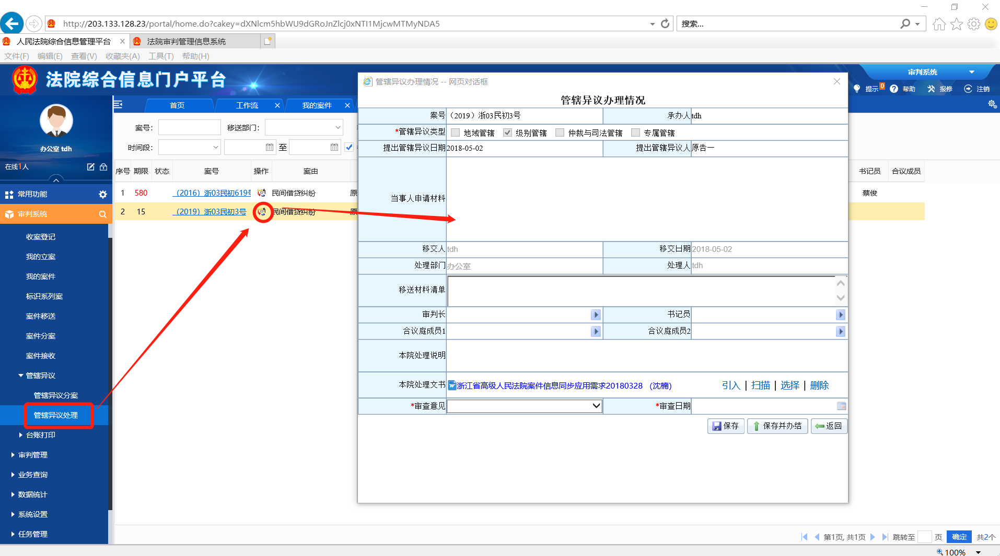 http://203.133.128.23/portal/home.do?cakey=dXNlcm5hbWU9dGRoJnZlcj0xNTI1MjcwMTMyNDA5
搜索...
人民法院综合信息管理平台
法院审判管理信息系统
文件(F) 编辑(E) 查看(V) 收藏夹(A) 工具(T) 帮助(H)
法院综合信息门户平台
审判系统
提示 0 帮助 报修 注销
首页 工作流 我的案件
办公室 tdh
在线1人
常用功能
审判系统
收案登记
我的立案
我的案件
标识系列案
案件移送
案件分案
案件接收
管辖异议
管辖异议分案
管辖异议处理
台账打印
审判管理
业务查询
数据统计
系统设置
任务管理
案号: 移送部门:
时间段: 至
序号 期限 状态 案号 操作 案由 书记员 合议成员
1 580 （2016）浙03民初619号 民间借贷纠纷 原 蔡俊
2 15 （2019）浙03民初3号 民间借贷纠纷 原
管辖异议办理情况 -- 网页对话框
管辖异议办理情况
案号 （2019）浙03民初3号 承办人 tdh
*管辖异议类型 地域管辖 级别管辖 仲裁与司法管辖 专属管辖
提出管辖异议日期 2018-05-02 提出管辖异议人 原告一
当事人申请材料
移交人 tdh 移交日期 2018-05-02
处理部门 办公室 处理人 tdh
移送材料清单
审判长 书记员
合议庭成员1 合议庭成员2
本院处理说明
本院处理文书 浙江省高级人民法院案件信息同步应用需求20180328 (沈楠) 引入 | 扫描 | 选择 | 删除
*审查意见 *审查日期
保存 保存并办结 返回
第1页, 共1页 跳转至 页 确定 共2个
100%